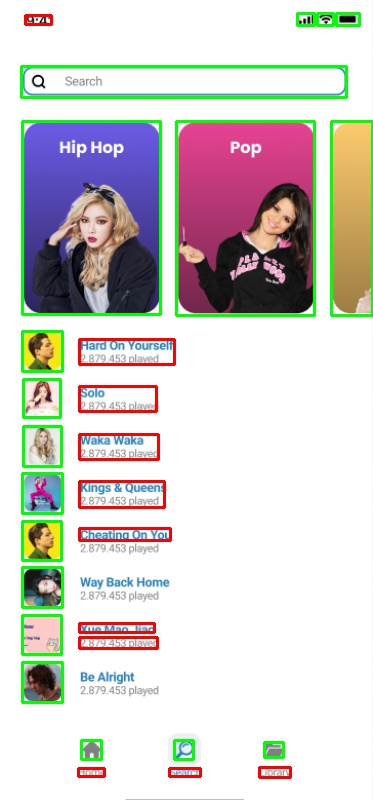 Search
Hip Hop
Pop
Hard On Yourself
2.879.453 played
Solo
2.879.453 played
Waka Waka
2.879.453 played
Kings & Queens
2.879.453 played
Cheating On You
2.879.453 played
Way Back Home
2.879.453 played
Xue Mao Jiao
2.879.453 played
Be Alright
2.879.453 played
Home
Search
Library